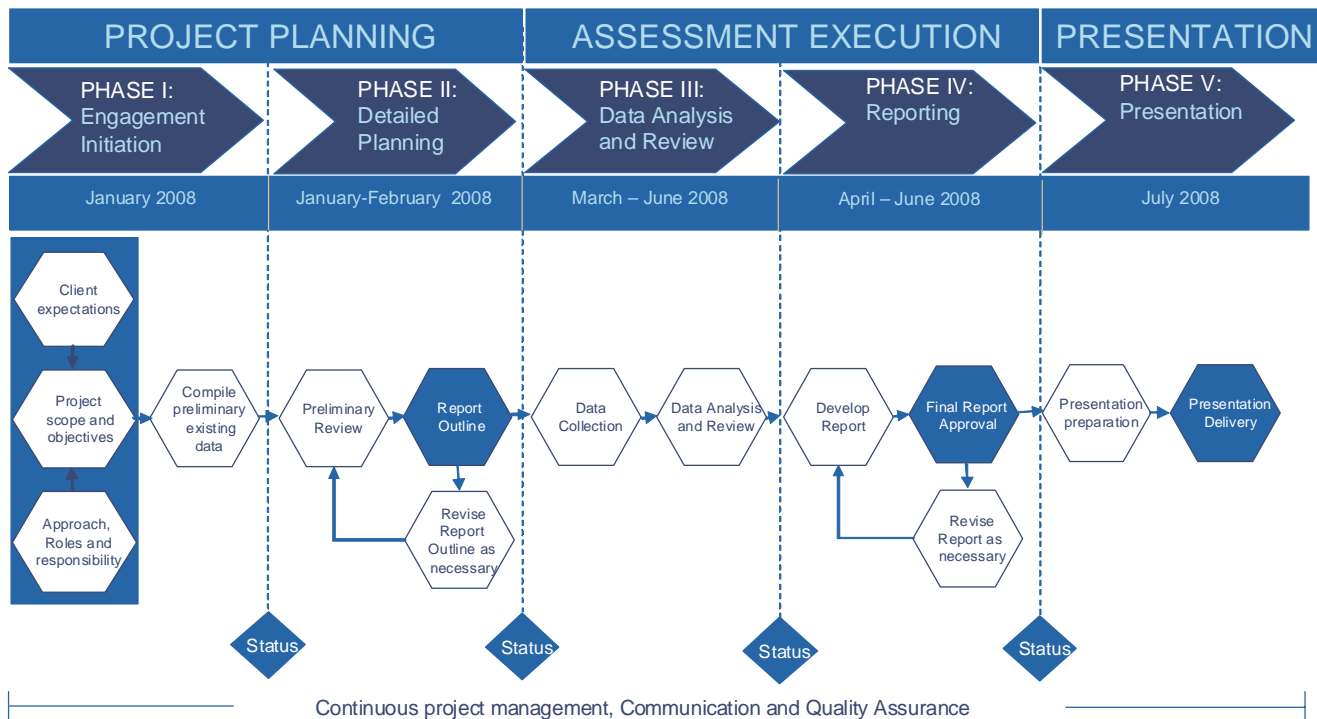 PROJECT PLANNING
ASSESSMENT EXECUTION
PRESENTATION
PHASE I:
Engagement
Initiation
PHASE II:
Detailed
Planning
PHASE III:
Data Analysis
and Review
PHASE IV:
Reporting
PHASE V:
Presentation
January 2008
January-February 2008
March – June 2008
April – June 2008
July 2008
Client
expectations
Project
scope and
objectives
Approach,
Roles and
responsibility
Compile
preliminary
existing
data
Preliminary
Review
Report
Outline
Revise
Report
Outline as
necessary
Data
Collection
Data Analysis
and Review
Develop
Report
Final Report
Approval
Revise
Report as
necessary
Presentation
preparation
Presentation
Delivery
Status
Status
Status
Status
Continuous project management, Communication and Quality Assurance